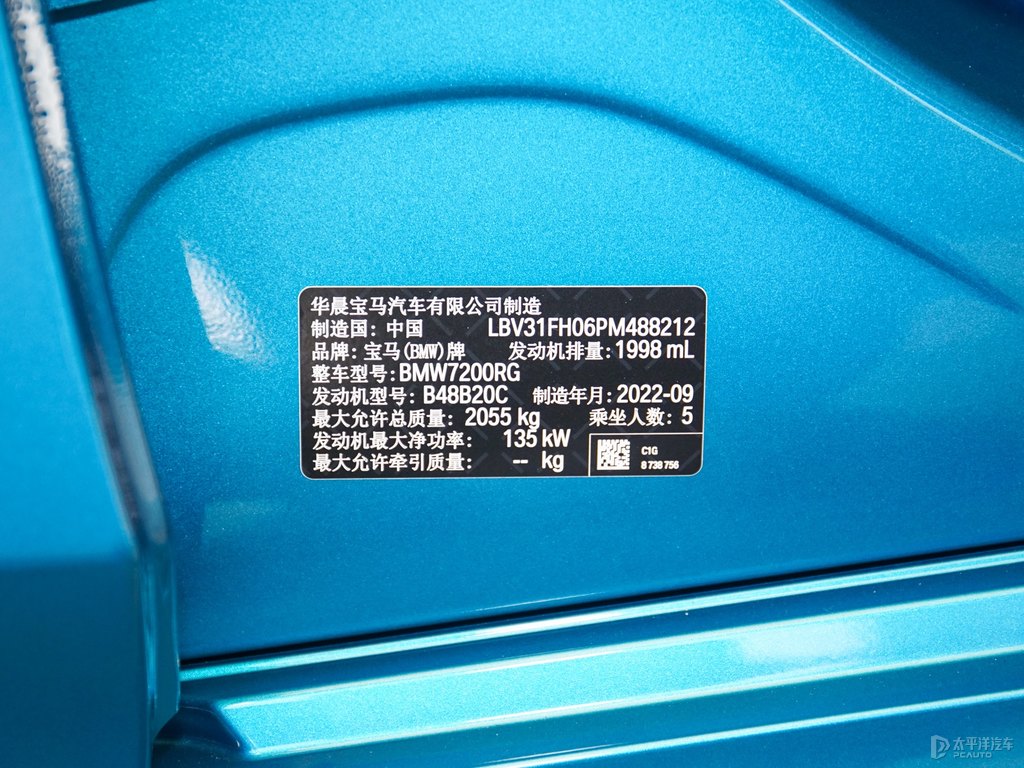 华晨宝马汽车有限公司制造
制造国: 中国 LBV31FH06PM488212
品牌: 宝马(BMW)牌 发动机排量: 1998 mL
整车型号: BMW7200RG
发动机型号: B48B20C 制造年月: 2022-09
最大允许总质量: 2055 kg 乘坐人数: 5
发动机最大净功率: 135 kW
最大允许牵引质量: -- kg
C1G
8 738 756
太平洋汽车
PCAUTO